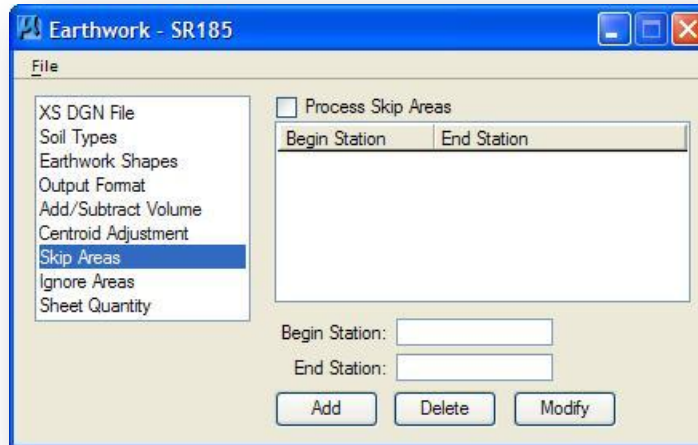 Earthwork - SR185
File
XS DGN File
Soil Types
Earthwork Shapes
Output Format
Add/Subtract Volume
Centroid Adjustment
Skip Areas
Ignore Areas
Sheet Quantity
Process Skip Areas
Begin Station End Station
Begin Station:
End Station:
Add Delete Modify